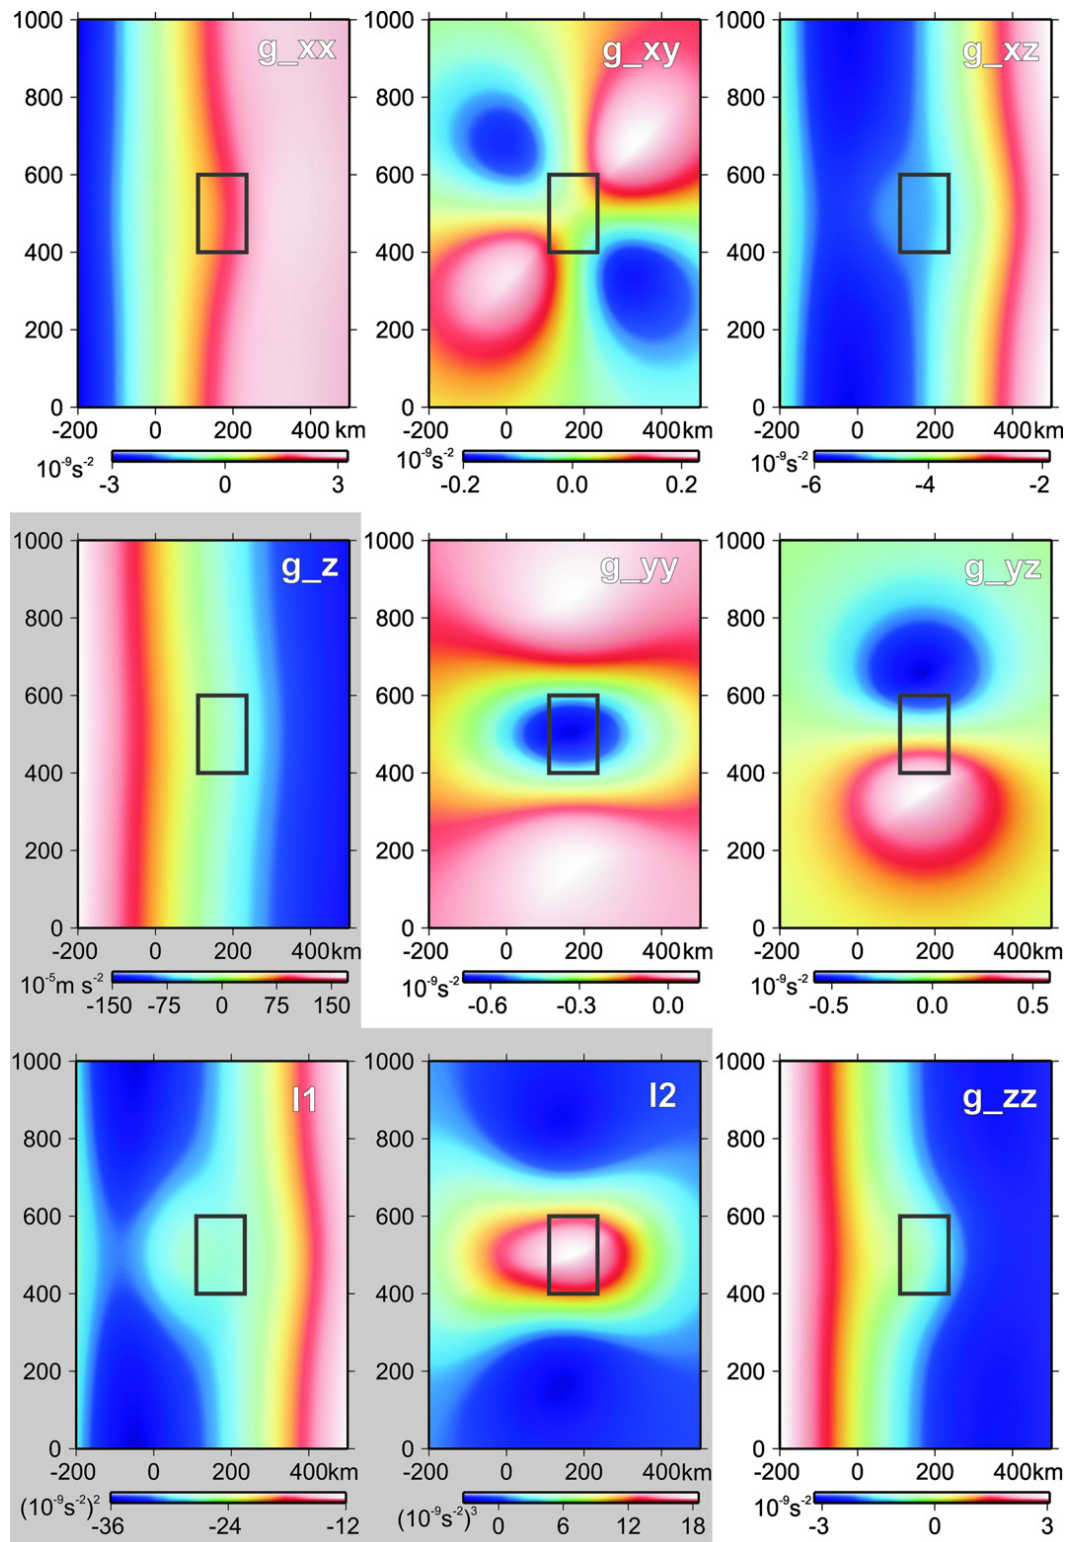 1000 800 600 400 200 0
g_xx
-200 0 200 400 km
10⁻⁹s⁻² -3 0 3
1000 800 600 400 200 0
g_xy
-200 0 200 400km
10⁻⁹s⁻² -0.2 0.0 0.2
1000 800 600 400 200 0
g_xz
-200 0 200 400km
10⁻⁹s⁻² -6 -4 -2
1000 800 600 400 200 0
g_z
-200 0 200 400km
10⁻⁵m s⁻² -150 -75 0 75 150
1000 800 600 400 200 0
g_yy
-200 0 200 400km
10⁻⁹s⁻² -0.6 -0.3 0.0
1000 800 600 400 200 0
g_yz
-200 0 200 400km
10⁻⁹s⁻² -0.5 0.0 0.5
1000 800 600 400 200 0
I1
-200 0 200 400km
(10⁻⁹s⁻²)² -36 -24 -12
1000 800 600 400 200 0
I2
-200 0 200 400km
(10⁻⁹s⁻²)³ 0 6 12 18
1000 800 600 400 200 0
g_zz
-200 0 200 400km
10⁻⁹s⁻² -3 0 3